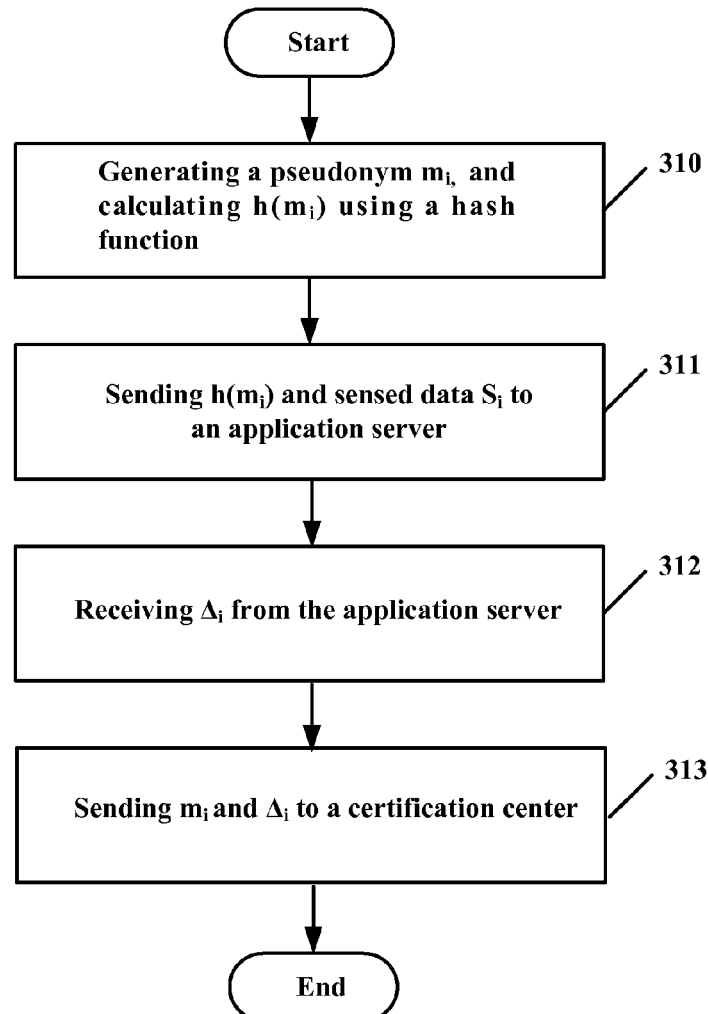 Start
Generating a pseudonym mᵢ, and
calculating h(mᵢ) using a hash
function
310
Sending h(mᵢ) and sensed data Sᵢ to
an application server
311
Receiving Δᵢ from the application server
312
Sending mᵢ and Δᵢ to a certification center
313
End